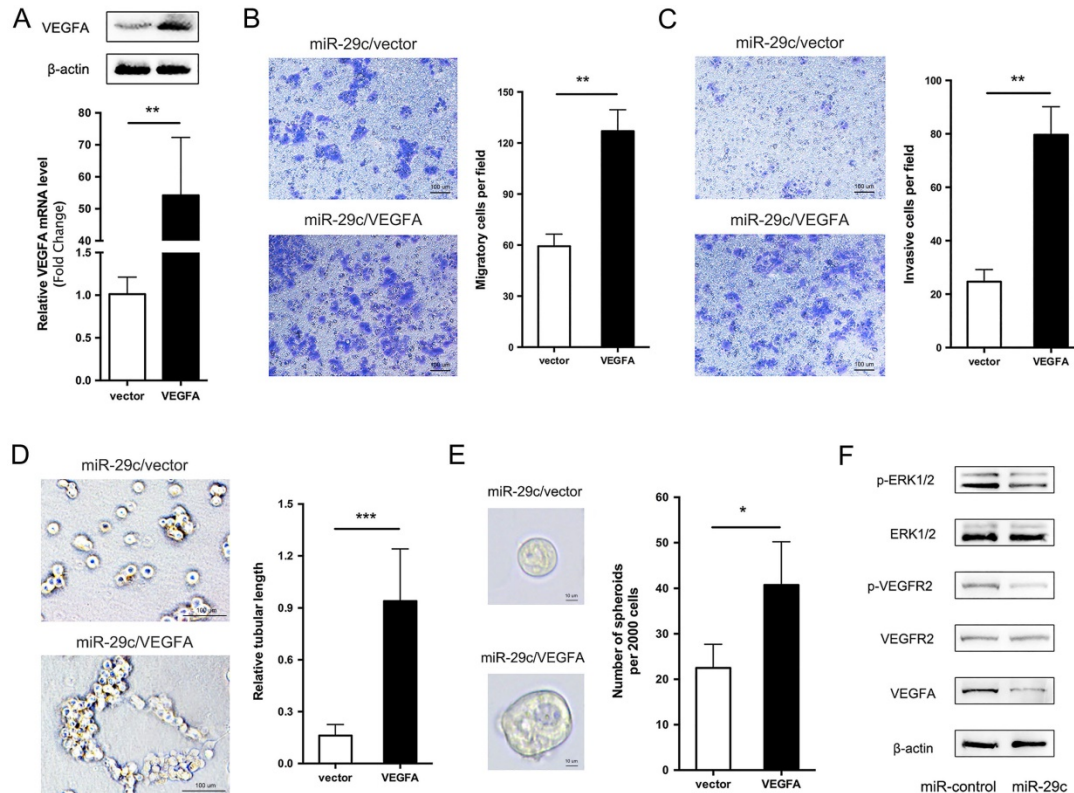 A
VEGFA
β-actin
**
Relative VEGFA mRNA level
(Fold Change)
80
70
60
50
40
1.5
1.0
0.5
0.0
vector
VEGFA
B
miR-29c/vector
100 um
miR-29c/VEGFA
100 um
**
Migratory cells per field
150
120
90
60
30
0
vector
VEGFA
C
miR-29c/vector
100 um
miR-29c/VEGFA
100 um
**
Invasive cells per field
100
80
60
40
20
0
vector
VEGFA
D
miR-29c/vector
100 um
miR-29c/VEGFA
100 um
***
Relative tubular length
1.5
1.2
0.9
0.6
0.3
0.0
vector
VEGFA
E
miR-29c/vector
10 um
miR-29c/VEGFA
10 um
*
Number of spheroids
per 2000 cells
60
50
40
30
20
10
0
vector
VEGFA
F
p-ERK1/2
ERK1/2
p-VEGFR2
VEGFR2
VEGFA
β-actin
miR-control miR-29c